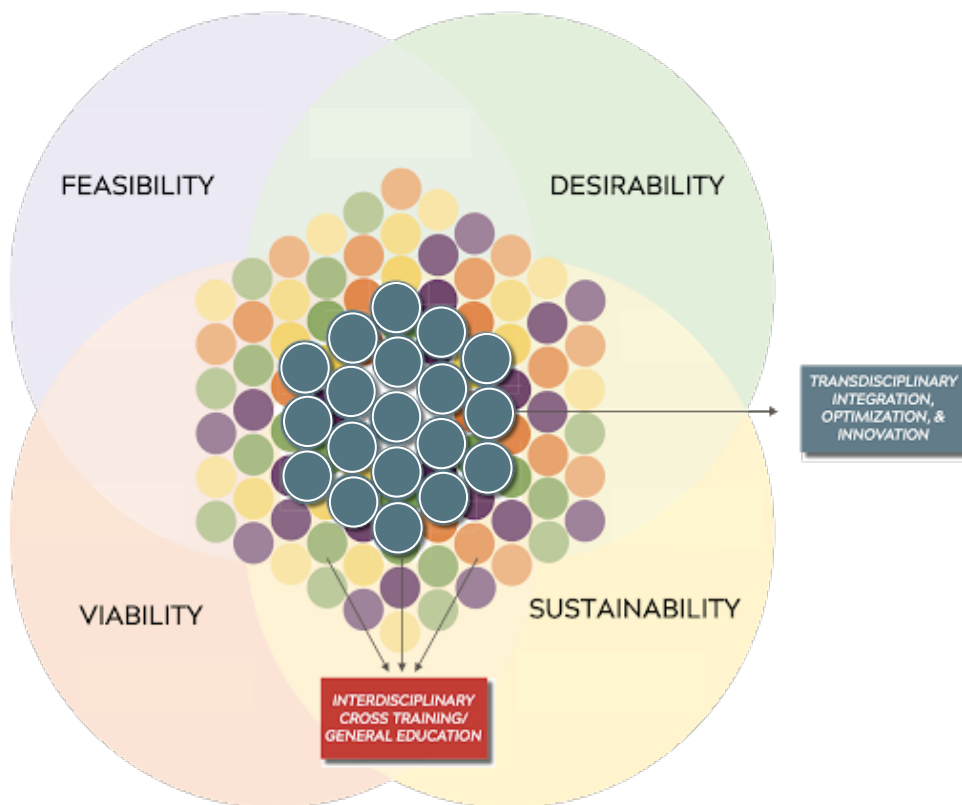 FEASIBILITY
DESIRABILITY
TRANSDISCIPLINARY
INTEGRATION,
OPTIMIZATION, &
INNOVATION
VIABILITY
SUSTAINABILITY
INTERDISCIPLINARY
CROSS TRAINING/
GENERAL EDUCATION